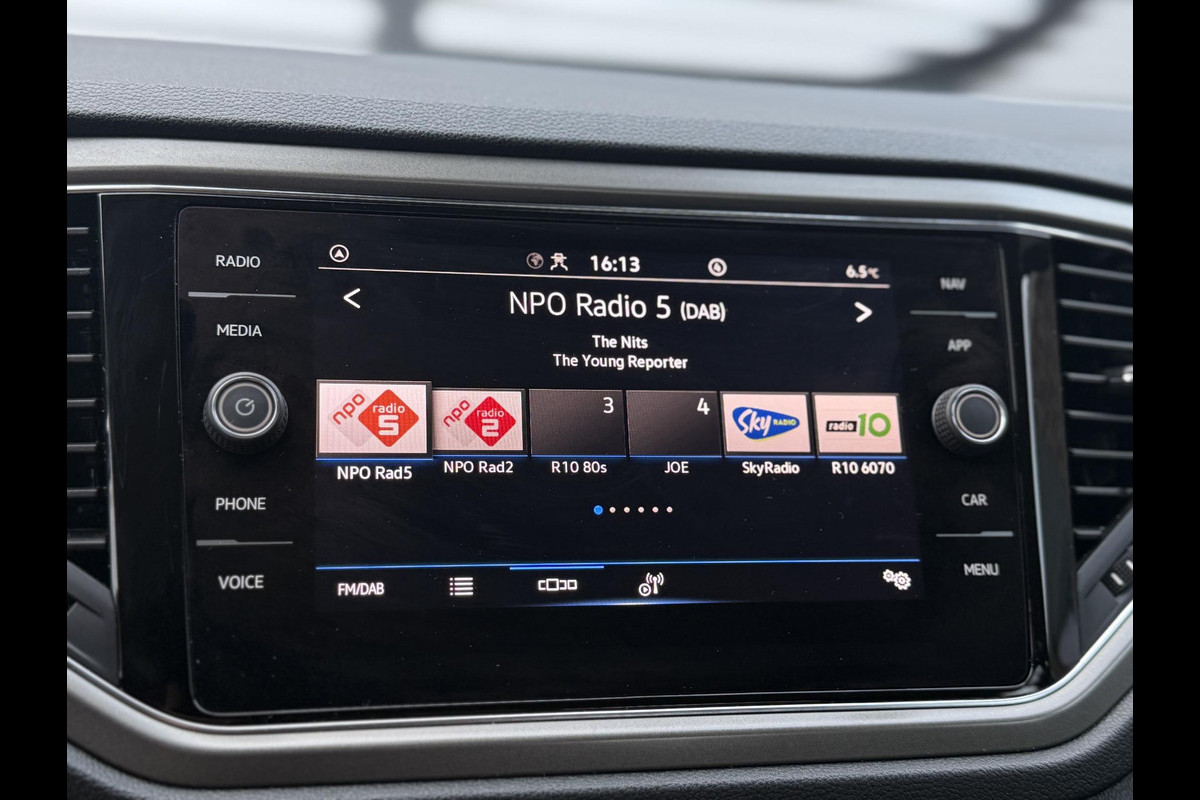 RADIO
MEDIA
PHONE
VOICE
16:13
6.5°C
NPO Radio 5 (DAB)
The Nits
The Young Reporter
npo radio 5
npo radio 2
3
4
Sky RADIO
radio 10
NPO Rad5
NPO Rad2
R10 80s
JOE
SkyRadio
R10 6070
FM/DAB
NAV
APP
CAR
MENU